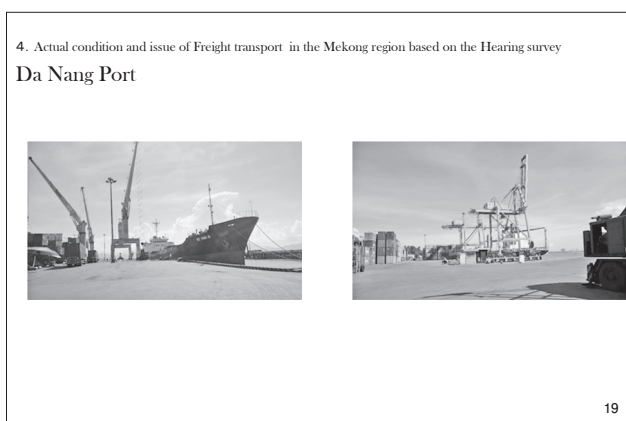 4. Actual condition and issue of Freight transport in the Mekong region based on the Hearing survey
Da Nang Port
19